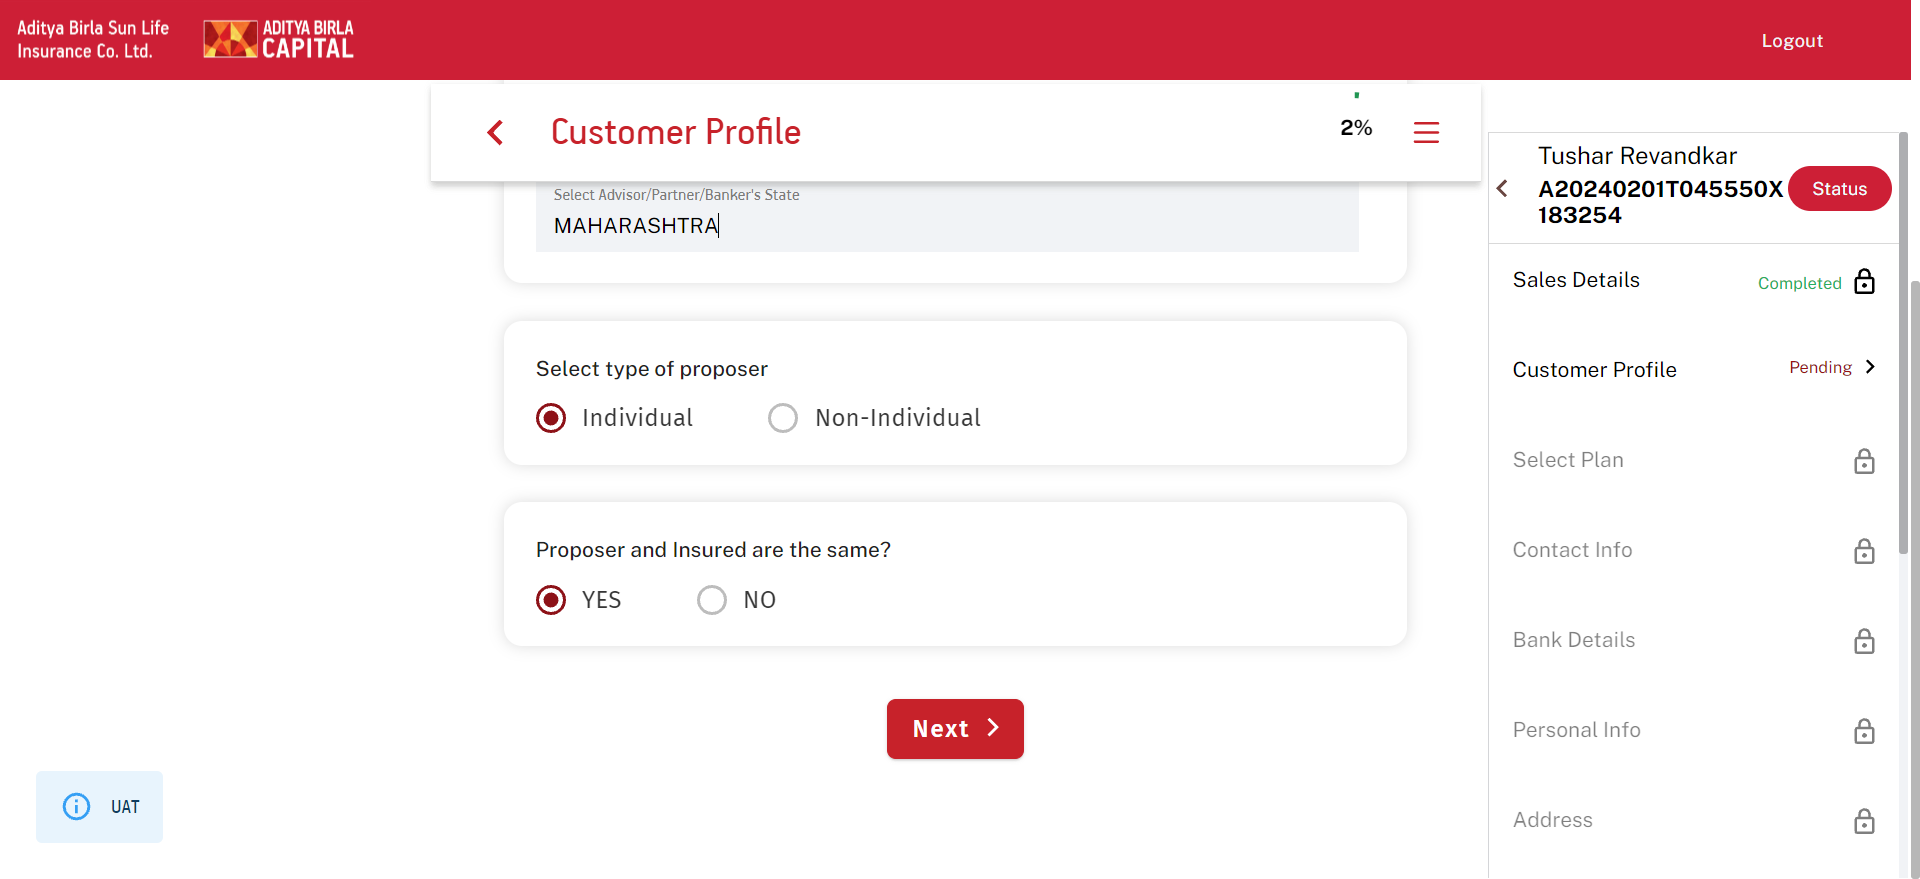 Aditya Birla Sun Life
Insurance Co. Ltd.
ADITYA BIRLA
CAPITAL
Logout
Customer Profile
2%
Select Advisor/Partner/Banker's State
MAHARASHTRA
Select type of proposer
Individual
Non-Individual
Proposer and Insured are the same?
YES
NO
Next
UAT
Tushar Revandkar
A20240201T045550X
183254
Status
Sales Details
Completed
Customer Profile
Pending
Select Plan
Contact Info
Bank Details
Personal Info
Address